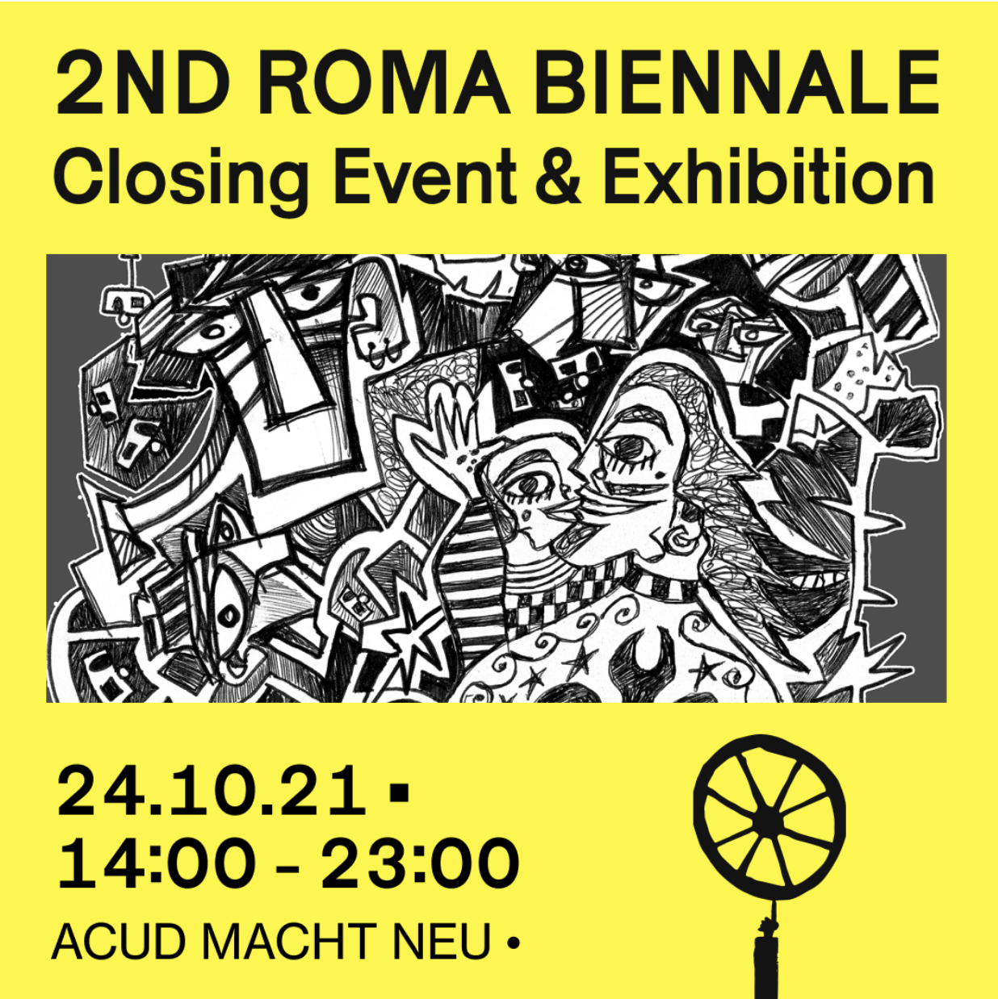 2ND ROMA BIENNALE
Closing Event & Exhibition
24.10.21 ▪
14:00 – 23:00
ACUD MACHT NEU •